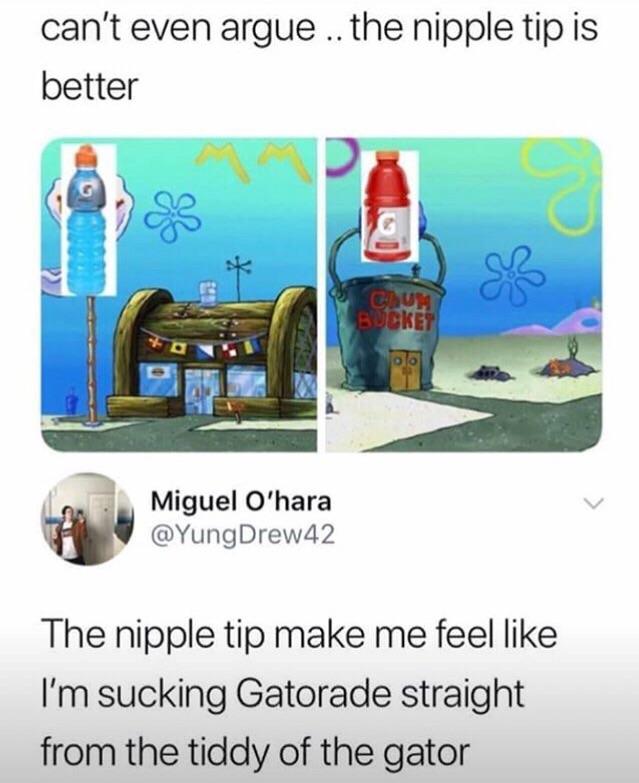 can't even argue .. the nipple tip is
better
G
G
CHUM
BUCKET
Miguel O'hara
@YungDrew42
The nipple tip make me feel like
I'm sucking Gatorade straight
from the tiddy of the gator